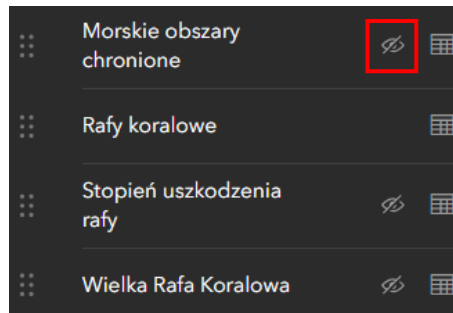 Morskie obszary
chronione
Rafy koralowe
Stopień uszkodzenia
rafy
Wielka Rafa Koralowa